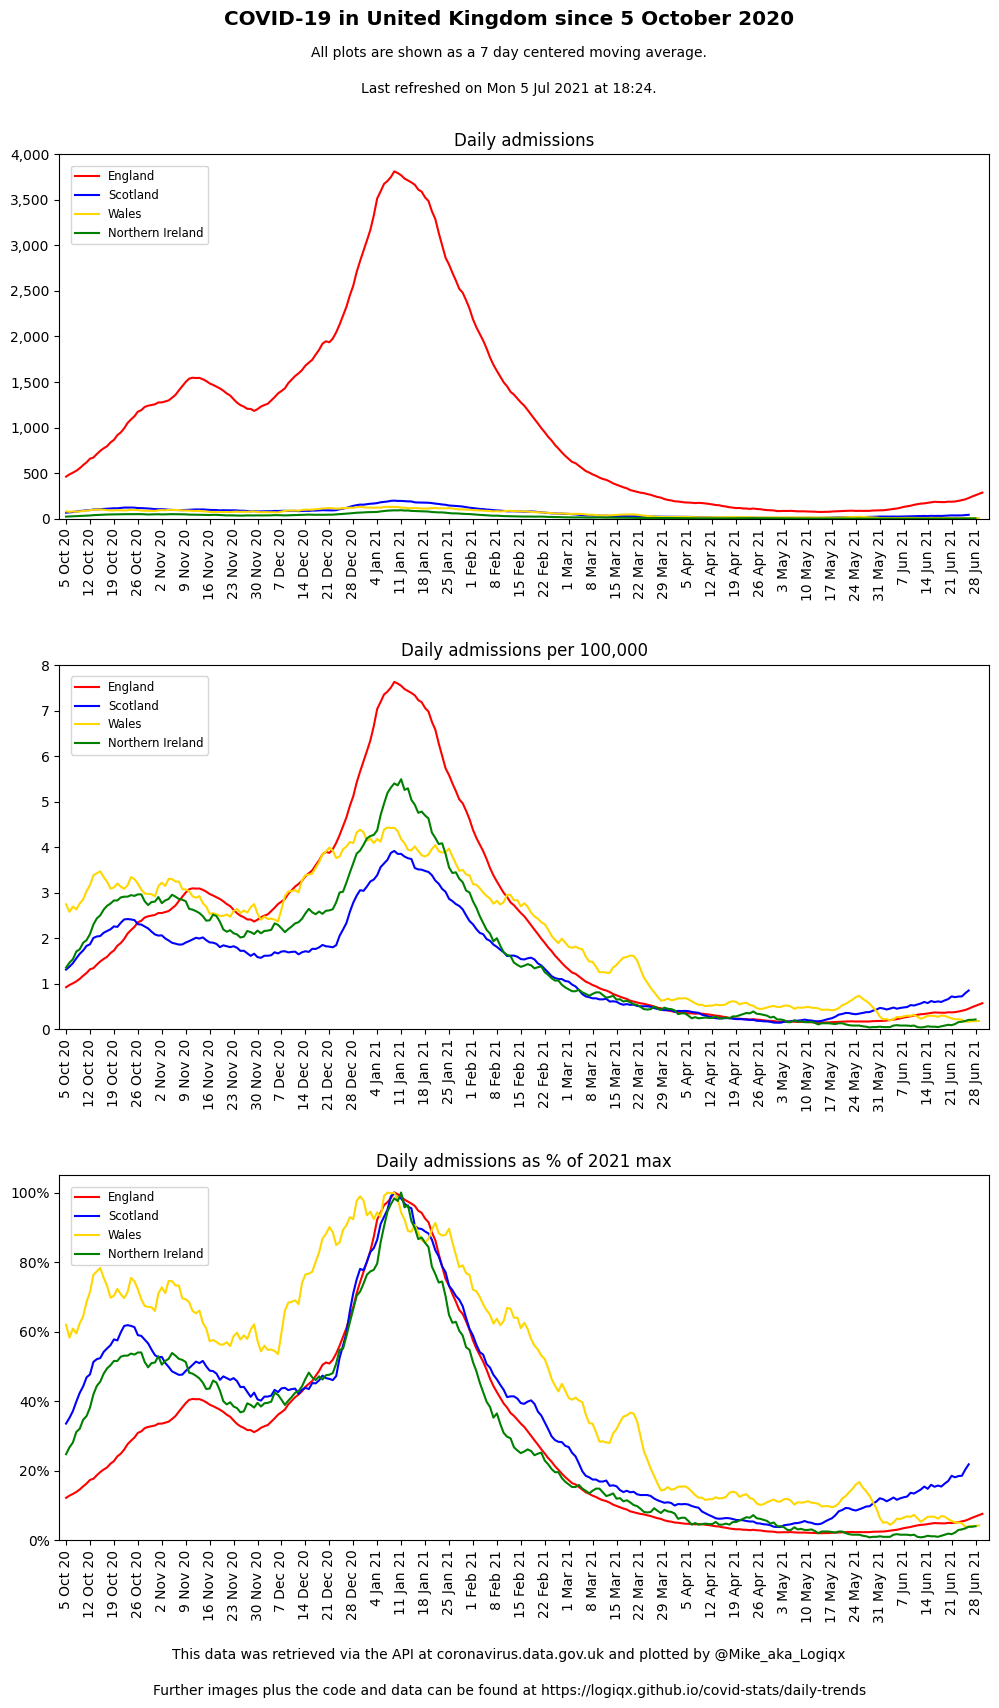 COVID-19 in United Kingdom since 5 October 2020
All plots are shown as a 7 day centered moving average.
Last refreshed on Mon 5 Jul 2021 at 18:24.
Daily admissions
4,000
3,500
3,000
2,500
2,000
1,500
1,000
500
0
England
Scotland
Wales
Northern Ireland
5 Oct 20
12 Oct 20
19 Oct 20
26 Oct 20
2 Nov 20
9 Nov 20
16 Nov 20
23 Nov 20
30 Nov 20
7 Dec 20
14 Dec 20
21 Dec 20
28 Dec 20
4 Jan 21
11 Jan 21
18 Jan 21
25 Jan 21
1 Feb 21
8 Feb 21
15 Feb 21
22 Feb 21
1 Mar 21
8 Mar 21
15 Mar 21
22 Mar 21
29 Mar 21
5 Apr 21
12 Apr 21
19 Apr 21
26 Apr 21
3 May 21
10 May 21
17 May 21
24 May 21
31 May 21
7 Jun 21
14 Jun 21
21 Jun 21
28 Jun 21
Daily admissions per 100,000
8
7
6
5
4
3
2
1
0
England
Scotland
Wales
Northern Ireland
5 Oct 20
12 Oct 20
19 Oct 20
26 Oct 20
2 Nov 20
9 Nov 20
16 Nov 20
23 Nov 20
30 Nov 20
7 Dec 20
14 Dec 20
21 Dec 20
28 Dec 20
4 Jan 21
11 Jan 21
18 Jan 21
25 Jan 21
1 Feb 21
8 Feb 21
15 Feb 21
22 Feb 21
1 Mar 21
8 Mar 21
15 Mar 21
22 Mar 21
29 Mar 21
5 Apr 21
12 Apr 21
19 Apr 21
26 Apr 21
3 May 21
10 May 21
17 May 21
24 May 21
31 May 21
7 Jun 21
14 Jun 21
21 Jun 21
28 Jun 21
Daily admissions as % of 2021 max
100%
80%
60%
40%
20%
0%
England
Scotland
Wales
Northern Ireland
5 Oct 20
12 Oct 20
19 Oct 20
26 Oct 20
2 Nov 20
9 Nov 20
16 Nov 20
23 Nov 20
30 Nov 20
7 Dec 20
14 Dec 20
21 Dec 20
28 Dec 20
4 Jan 21
11 Jan 21
18 Jan 21
25 Jan 21
1 Feb 21
8 Feb 21
15 Feb 21
22 Feb 21
1 Mar 21
8 Mar 21
15 Mar 21
22 Mar 21
29 Mar 21
5 Apr 21
12 Apr 21
19 Apr 21
26 Apr 21
3 May 21
10 May 21
17 May 21
24 May 21
31 May 21
7 Jun 21
14 Jun 21
21 Jun 21
28 Jun 21
This data was retrieved via the API at coronavirus.data.gov.uk and plotted by @Mike_aka_Logiqx
Further images plus the code and data can be found at https://logiqx.github.io/covid-stats/daily-trends